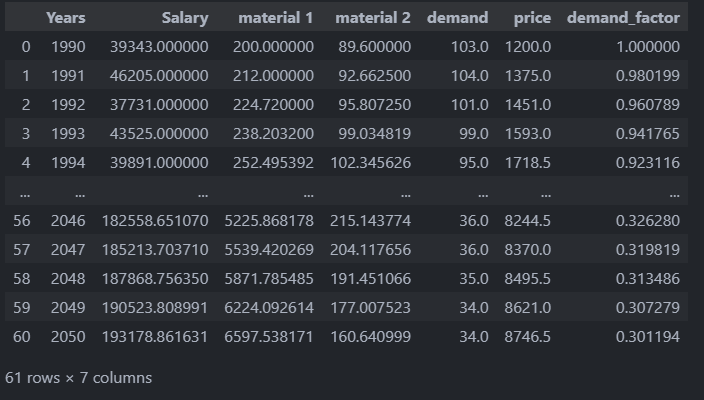 Years Salary material 1 material 2 demand price demand_factor
0 1990 39343.000000 200.000000 89.600000 103.0 1200.0 1.000000
1 1991 46205.000000 212.000000 92.662500 104.0 1375.0 0.980199
2 1992 37731.000000 224.720000 95.807250 101.0 1451.0 0.960789
3 1993 43525.000000 238.203200 99.034819 99.0 1593.0 0.941765
4 1994 39891.000000 252.495392 102.345626 95.0 1718.5 0.923116
... ... ... ... ... ... ... ...
56 2046 182558.651070 5225.868178 215.143774 36.0 8244.5 0.326280
57 2047 185213.703710 5539.420269 204.117656 36.0 8370.0 0.319819
58 2048 187868.756350 5871.785485 191.451066 35.0 8495.5 0.313486
59 2049 190523.808991 6224.092614 177.007523 34.0 8621.0 0.307279
60 2050 193178.861631 6597.538171 160.640999 34.0 8746.5 0.301194
61 rows × 7 columns